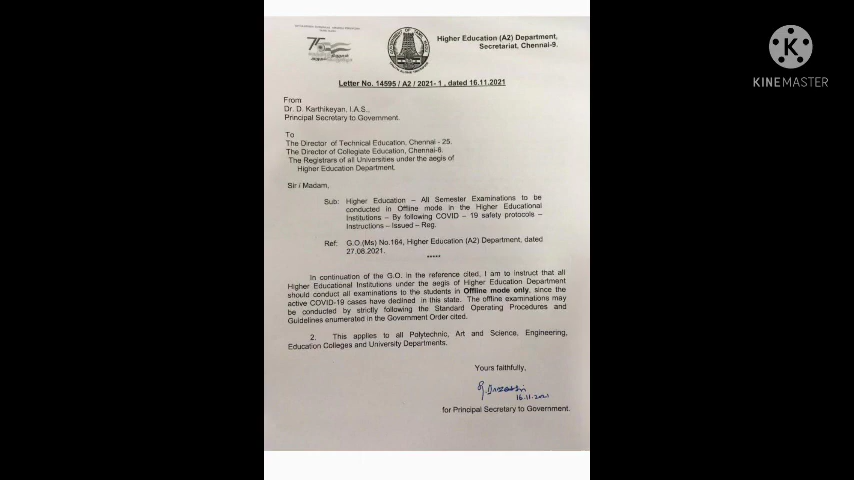 Higher Education (A2) Department,
Secretariat, Chennai-9.
Letter No. 14595 / A2 / 2021- 1 , dated 16.11.2021
From
Dr. D. Karthikeyan, I.A.S.,
Principal Secretary to Government.
To
The Director of Technical Education, Chennai - 25.
The Director of Collegiate Education, Chennai-6.
The Registrars of all Universities under the aegis of
Higher Education Department.
Sir / Madam,
Sub: Higher Education – All Semester Examinations to be
conducted in Offline mode in the Higher Educational
Institutions – By following COVID – 19 safety protocols –
Instructions – Issued – Reg.
Ref: G.O.(Ms) No.164, Higher Education (A2) Department, dated
27.08.2021.
*****
In continuation of the G.O. in the reference cited, I am to instruct that all
Higher Educational Institutions under the aegis of Higher Education Department
should conduct all examinations to the students in Offline mode only, since the
active COVID-19 cases have declined in this state. The offline examinations may
be conducted by strictly following the Standard Operating Procedures and
Guidelines enumerated in the Government Order cited.
2. This applies to all Polytechnic, Art and Science, Engineering,
Education Colleges and University Departments.
Yours faithfully,
16.11.2021
for Principal Secretary to Government.
K
KINEMASTER